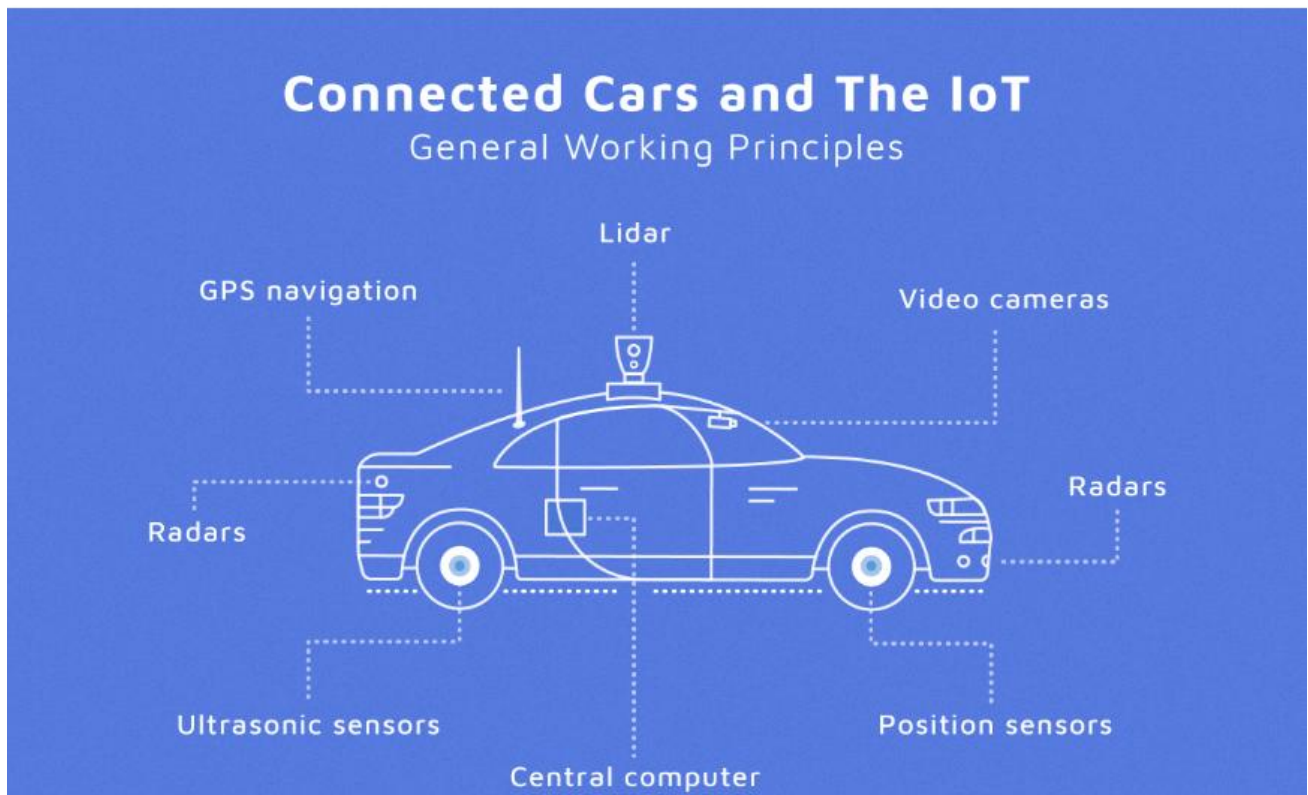 Connected Cars and The IoT
General Working Principles
Lidar
GPS navigation
Video cameras
Radars
Radars
Ultrasonic sensors
Position sensors
Central computer